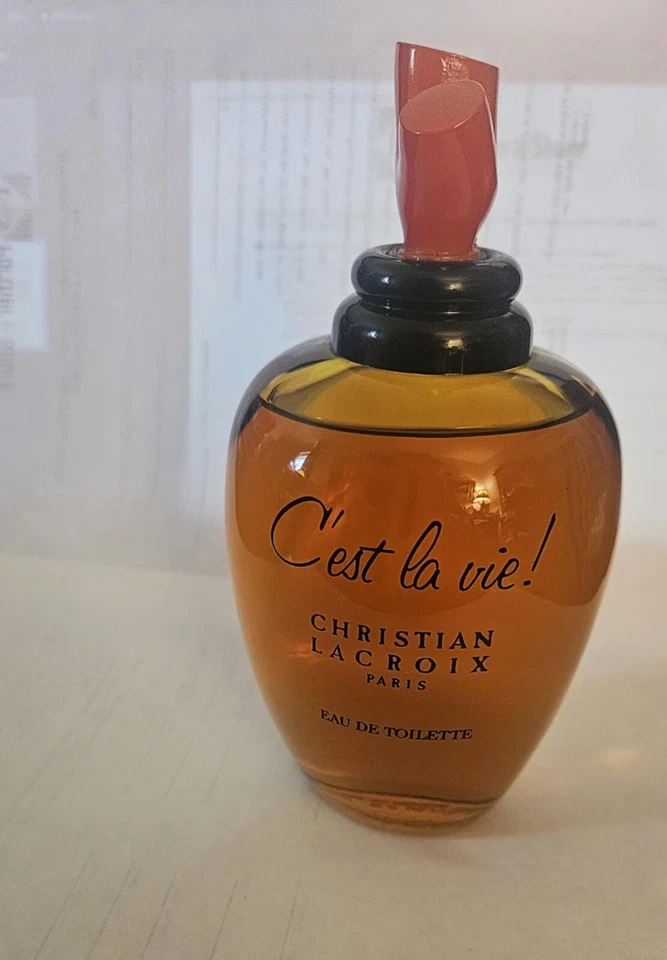 C'est la vie!
CHRISTIAN
LACROIX
PARIS
EAU DE TOILETTE